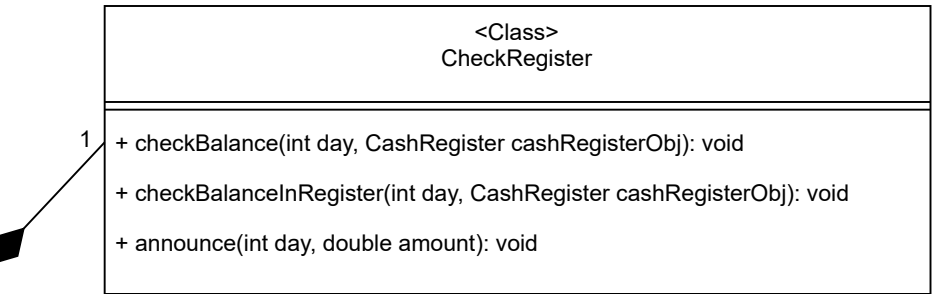 <Class>
CheckRegister
1
+ checkBalance(int day, CashRegister cashRegisterObj): void
+ checkBalanceInRegister(int day, CashRegister cashRegisterObj): void
+ announce(int day, double amount): void